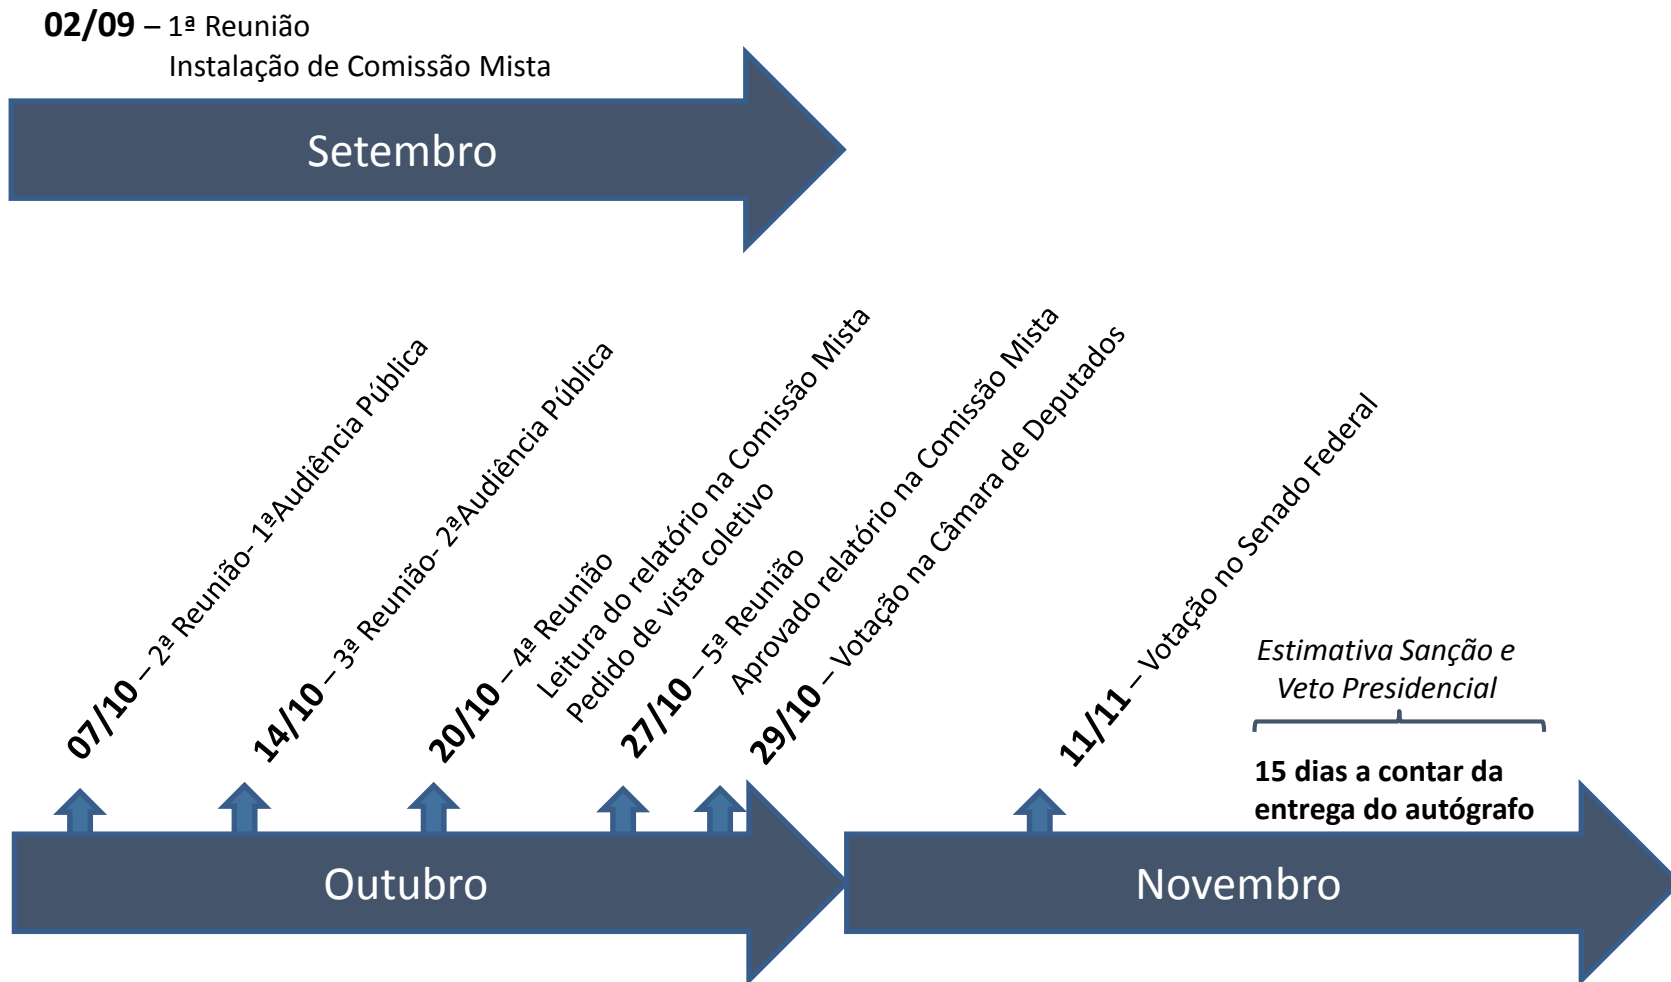 02/09 – 1ª Reunião
Instalação de Comissão Mista
Setembro
07/10 – 2ª Reunião- 1ªAudiência Pública
14/10 – 3ª Reunião- 2ªAudiência Pública
20/10 – 4ª Reunião
Leitura do relatório na Comissão Mista
Pedido de vista coletivo
27/10 – 5ª Reunião
Aprovado relatório na Comissão Mista
29/10 – Votação na Câmara de Deputados
11/11 – Votação no Senado Federal
Estimativa Sanção e
Veto Presidencial
15 dias a contar da
entrega do autógrafo
Outubro
Novembro